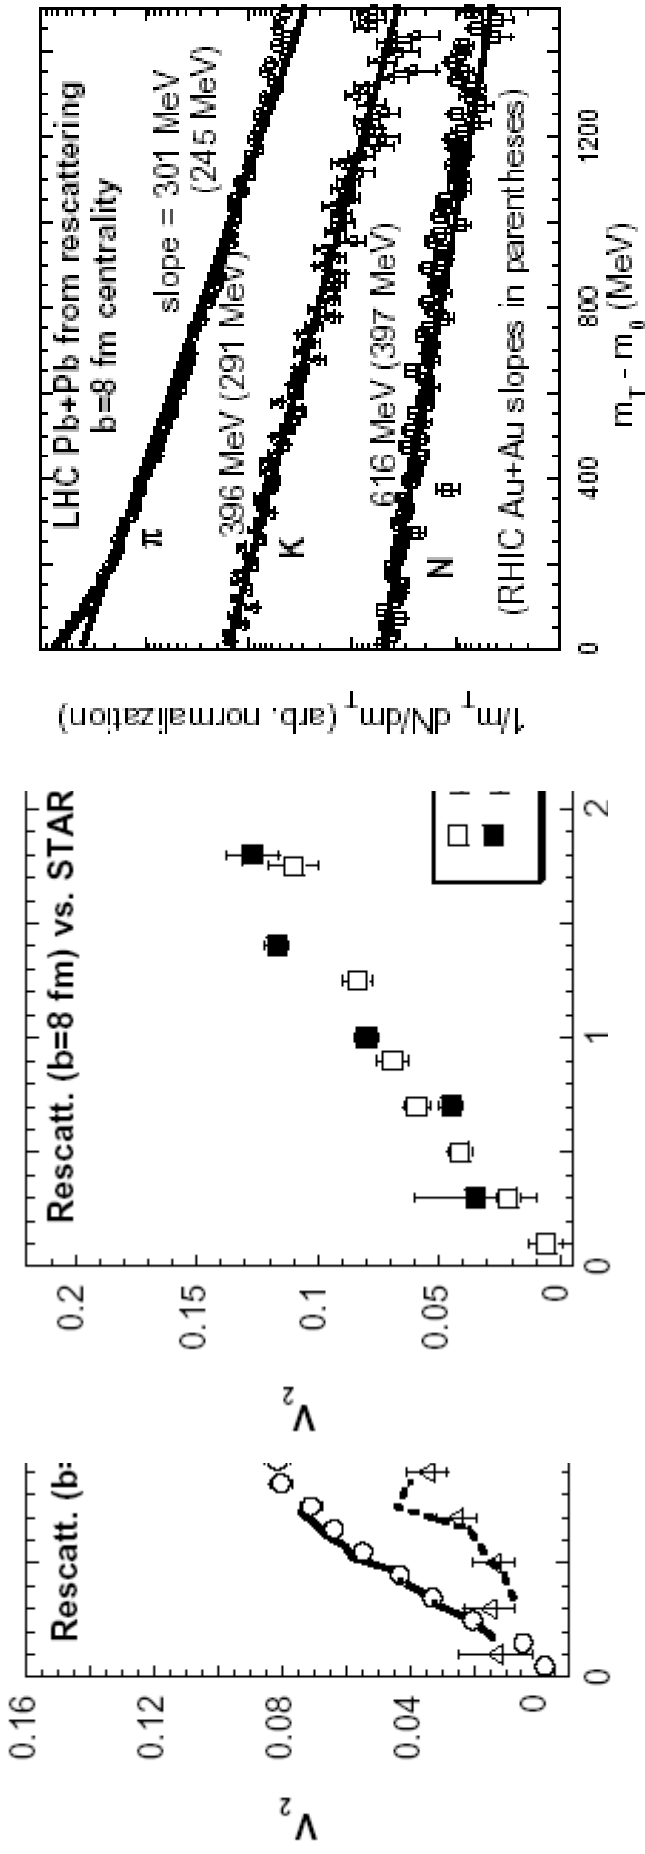 Rescatt. (b=
0.16
0.12
0.08
0.04
0
V2
0
Rescatt. (b=8 fm) vs. STAR
0.2
0.15
0.1
0.05
0
V2
0 1 2
LHC Pb+Pb from rescattering
b=8 fm centrality
slope = 301 MeV
(245 MeV)
π
396 MeV (291 MeV)
K
616 MeV (397 MeV)
N
(RHIC Au+Au slopes in parentheses)
1/mT dN/dmT (arb. normalization)
0 400 800 1200
mT - m0 (MeV)